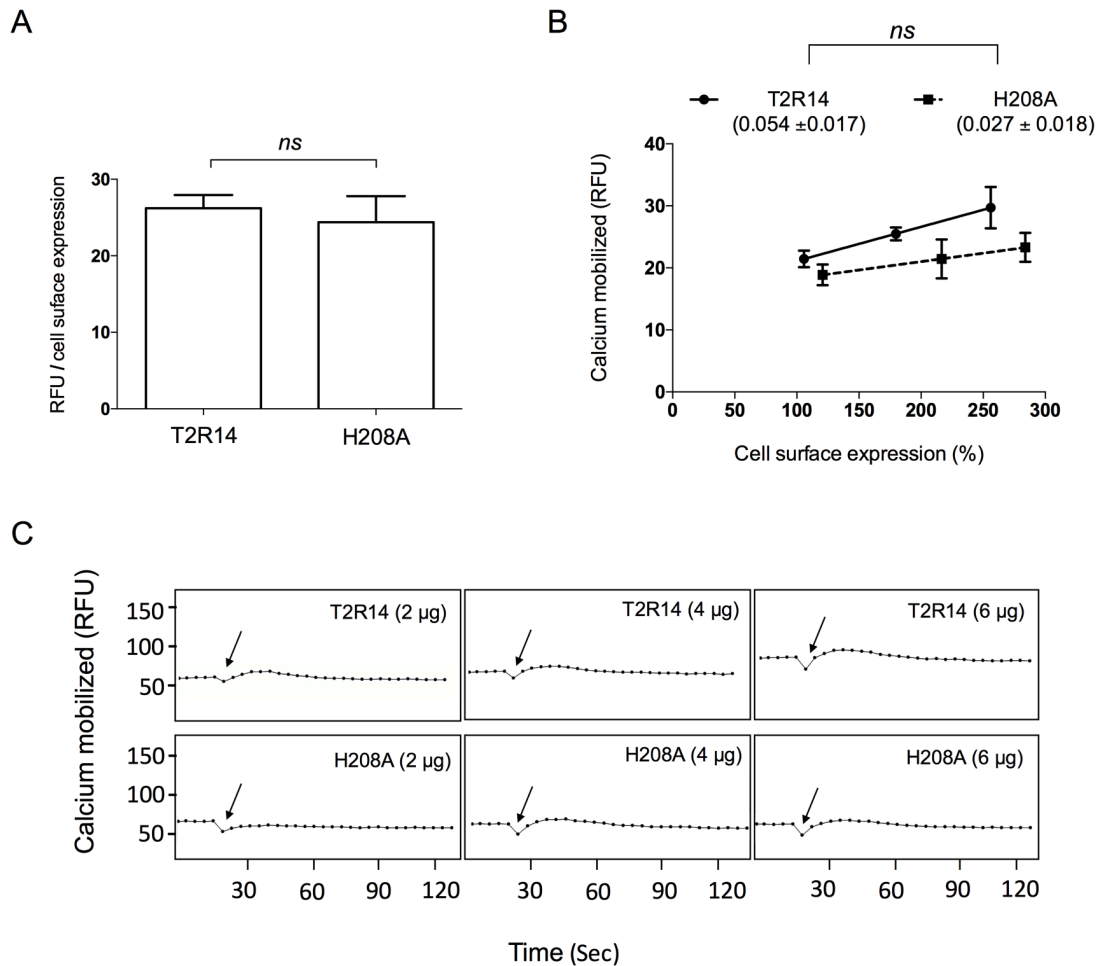 A
B
ns
T2R14
(0.054 ±0.017)
H208A
(0.027 ± 0.018)
ns
RFU / cell suface expression
30
20
10
0
T2R14
H208A
Calcium mobilized (RFU)
40
30
20
10
0
0 50 100 150 200 250 300
Cell surface expression (%)
C
Calcium mobilized (RFU)
150
100
50
T2R14 (2 µg)
T2R14 (4 µg)
T2R14 (6 µg)
150
100
50
H208A (2 µg)
H208A (4 µg)
H208A (6 µg)
30 60 90 120 30 60 90 120 30 60 90 120
Time (Sec)